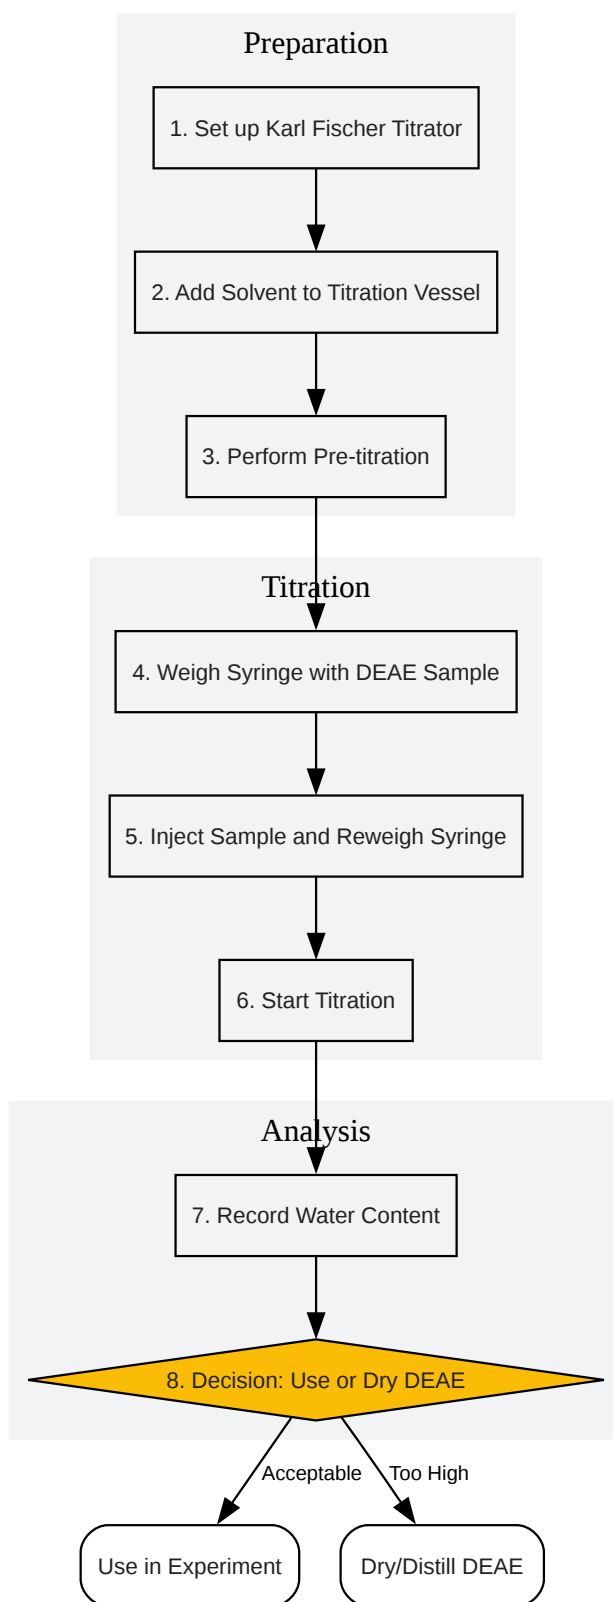 Preparation
1. Set up Karl Fischer Titrator
2. Add Solvent to Titration Vessel
3. Perform Pre-titration
Titration
4. Weigh Syringe with DEAE Sample
5. Inject Sample and Reweigh Syringe
6. Start Titration
Analysis
7. Record Water Content
8. Decision: Use or Dry DEAE
Acceptable
Too High
Use in Experiment
Dry/Distill DEAE